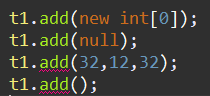 t1.add(new int[0]);
t1.add(null);
t1.add(32,12,32);
t1.add();